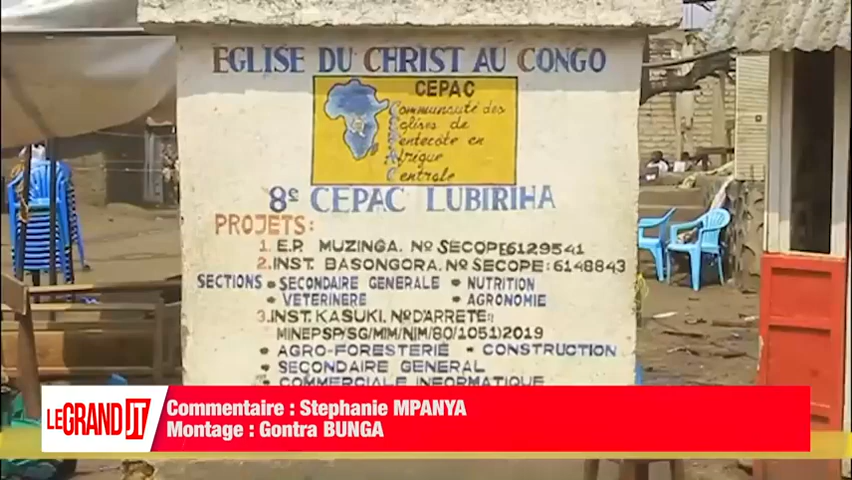 EGLISE DU CHRIST AU CONGO
CEPAC
Communauté des
Eglises de
Pentecôte en
Afrique
Centrale
8e CEPAC LUBIRIHA
PROJETS:
1. E.P. MUZINGA. No SECOPE:6129541
2. INST. BASONGORA. No SECOPE: 6148843
SECTIONS • SECONDAIRE GENERALE • NUTRITION
• VETERINERE • AGRONOMIE
3. INST. KASUKI. No D'ARRETE:
MINEPSP/SG/MIM/NJM/80/1051/2019
• AGRO-FORESTERIE • CONSTRUCTION
• SECONDAIRE GENERAL
• COMMERCIALE INFORMATIQUE
LE GRAND JT
Commentaire : Stephanie MPANYA
Montage : Gontra BUNGA